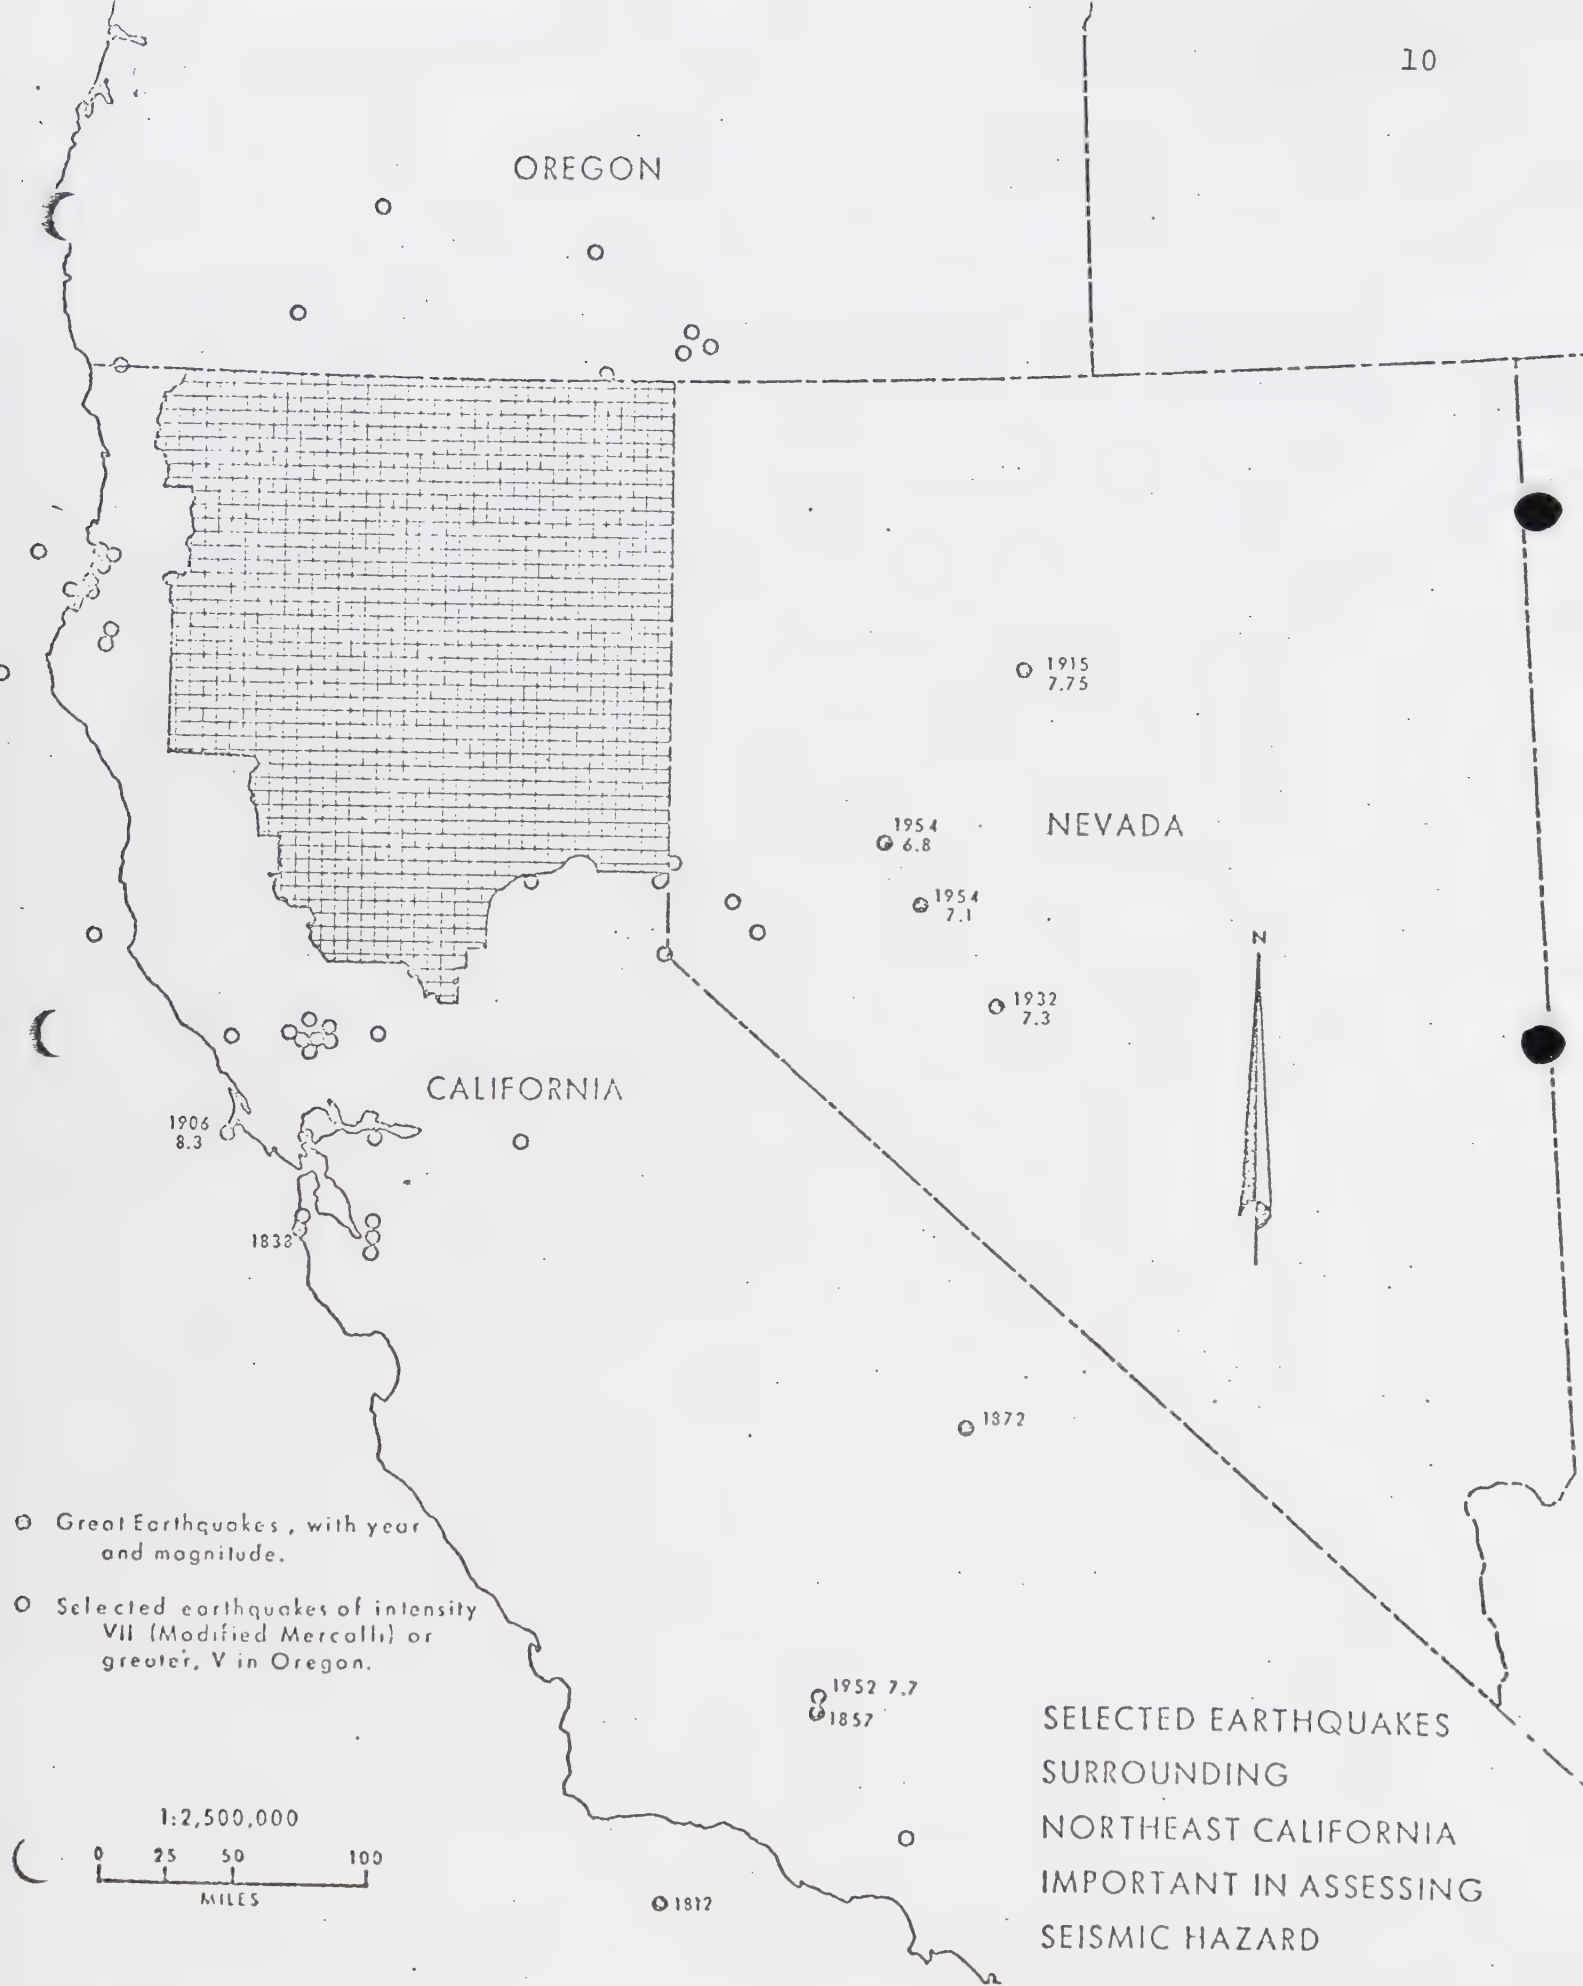 10
OREGON
1915
7.75
NEVADA
1954
6.8
1954
7.1
N
1932
7.3
CALIFORNIA
1906
8.3
1838
1872
Great Earthquakes, with year
and magnitude.
Selected earthquakes of intensity
VII (Modified Mercalli) or
greater, V in Oregon.
1952 7.7
1857
SELECTED EARTHQUAKES
SURROUNDING
NORTHEAST CALIFORNIA
IMPORTANT IN ASSESSING
SEISMIC HAZARD
1:2,500,000
0 25 50 100
MILES
1812